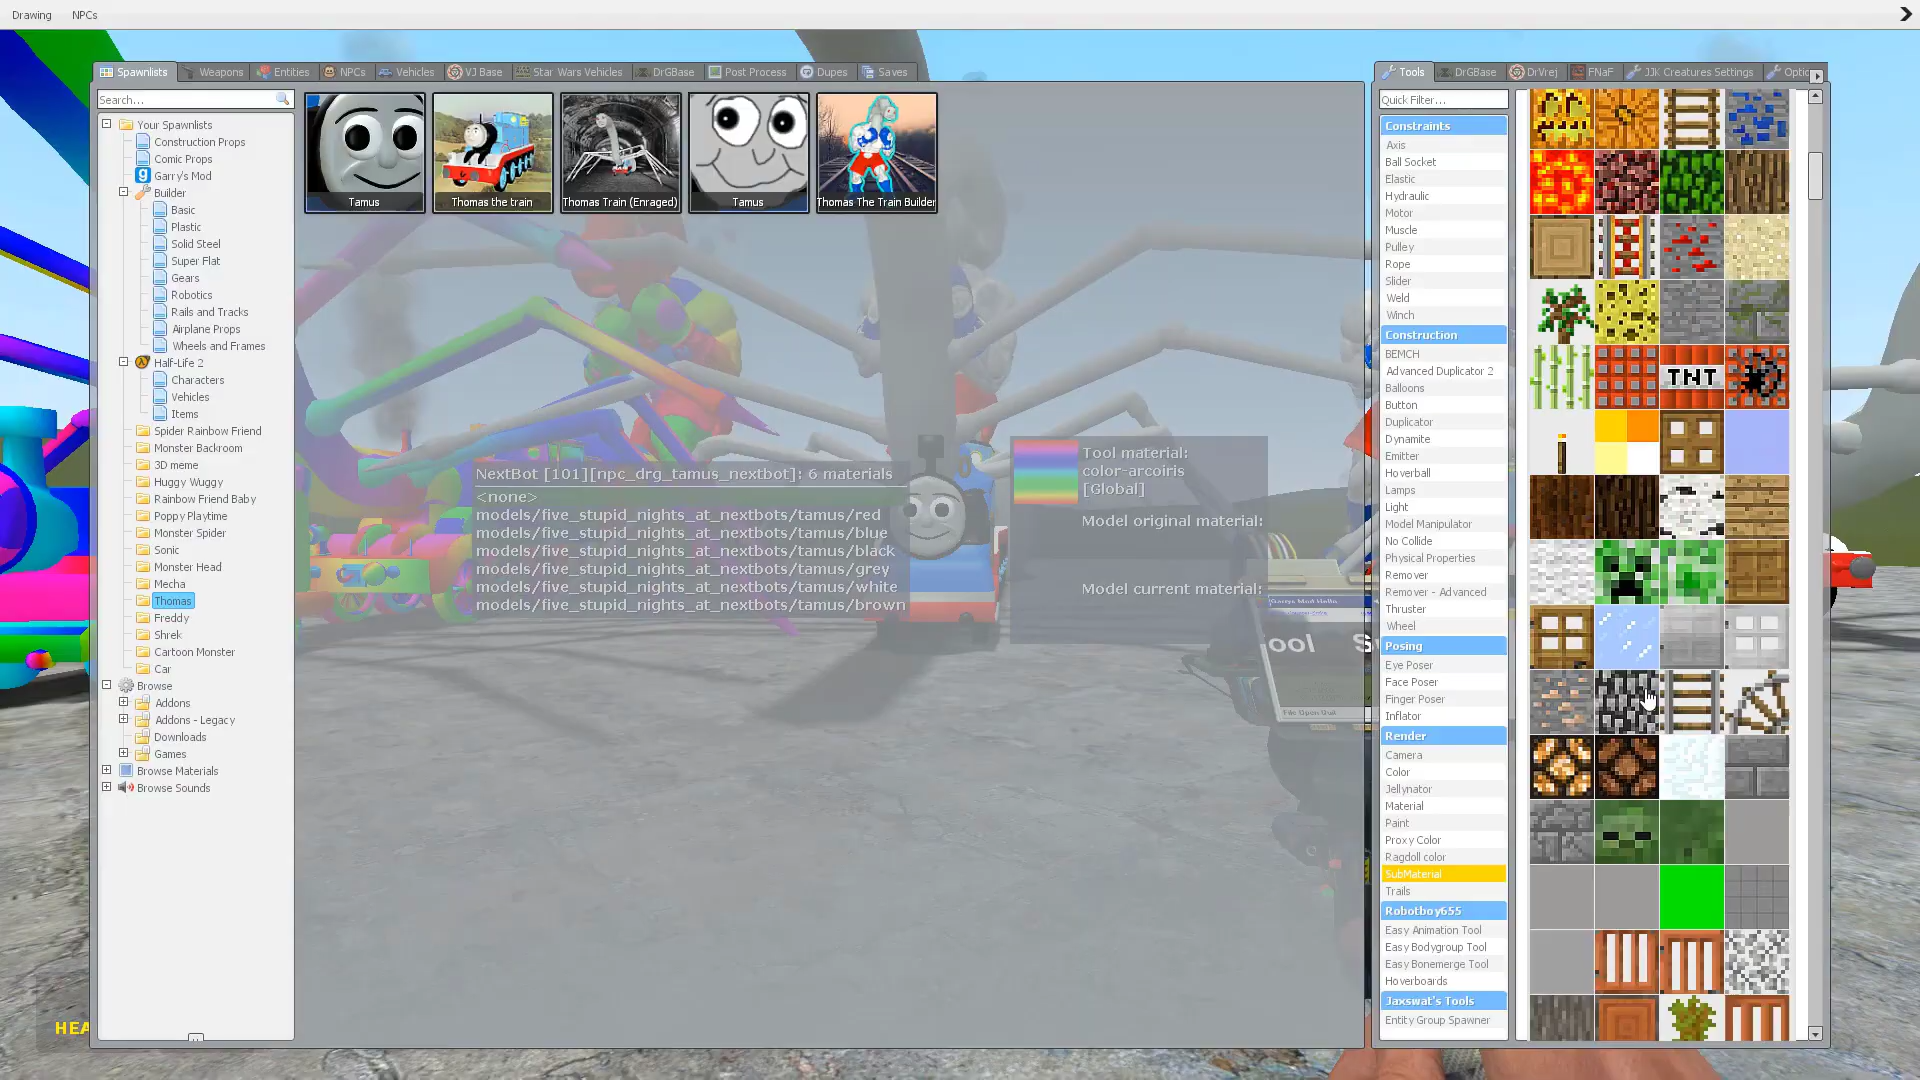 Drawing NPCs
Spawnlists Weapons Entities NPCs Vehicles VJ Base Star Wars Vehicles DrGBase Post Process Dupes Saves
Tools DrGBase DrVrej FNaF JJK Creatures Settings Optio
Search...
Your Spawnlists
Construction Props
Comic Props
Garry's Mod
Builder
Basic
Plastic
Solid Steel
Super Flat
Gears
Robotics
Rails and Tracks
Airplane Props
Wheels and Frames
Half-Life 2
Characters
Vehicles
Items
Spider Rainbow Friend
Monster Backroom
3D meme
Huggy Wuggy
Rainbow Friend Baby
Poppy Playtime
Monster Spider
Sonic
Monster Head
Mecha
Thomas
Freddy
Shrek
Cartoon Monster
Car
Browse
Addons
Addons - Legacy
Downloads
Games
Browse Materials
Browse Sounds
HEA
Tamus
Thomas the train
Thomas Train (Enraged)
Tamus
Thomas The Train Builder
NextBot [101][npc_drg_tamus_nextbot]: 6 materials
<none>
models/five_stupid_nights_at_nextbots/tamus/red
models/five_stupid_nights_at_nextbots/tamus/blue
models/five_stupid_nights_at_nextbots/tamus/black
models/five_stupid_nights_at_nextbots/tamus/grey
models/five_stupid_nights_at_nextbots/tamus/white
models/five_stupid_nights_at_nextbots/tamus/brown
Tool material:
color-arcoiris
[Global]
Model original material:
Model current material:
ool S
Quick Filter...
Constraints
Axis
Ball Socket
Elastic
Hydraulic
Motor
Muscle
Pulley
Rope
Slider
Weld
Winch
Construction
BEMCH
Advanced Duplicator 2
Balloons
Button
Duplicator
Dynamite
Emitter
Hoverball
Lamps
Light
Model Manipulator
No Collide
Physical Properties
Remover
Remover - Advanced
Thruster
Wheel
Posing
Eye Poser
Face Poser
Finger Poser
Inflator
Render
Camera
Color
Jellynator
Material
Paint
Proxy Color
Ragdoll color
SubMaterial
Trails
Robotboy655
Easy Animation Tool
Easy Bodygroup Tool
Easy Bonemerge Tool
Hoverboards
Jaxswat's Tools
Entity Group Spawner
TNT